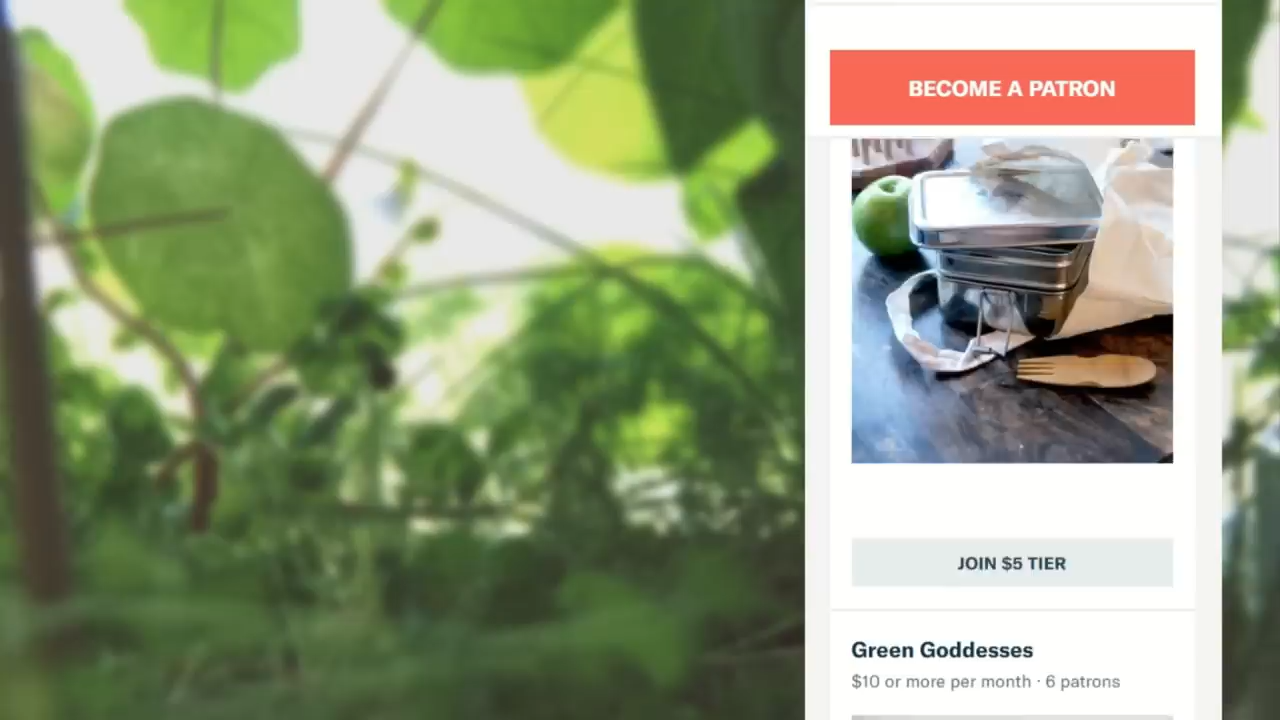 BECOME A PATRON
JOIN $5 TIER
Green Goddesses
$10 or more per month · 6 patrons